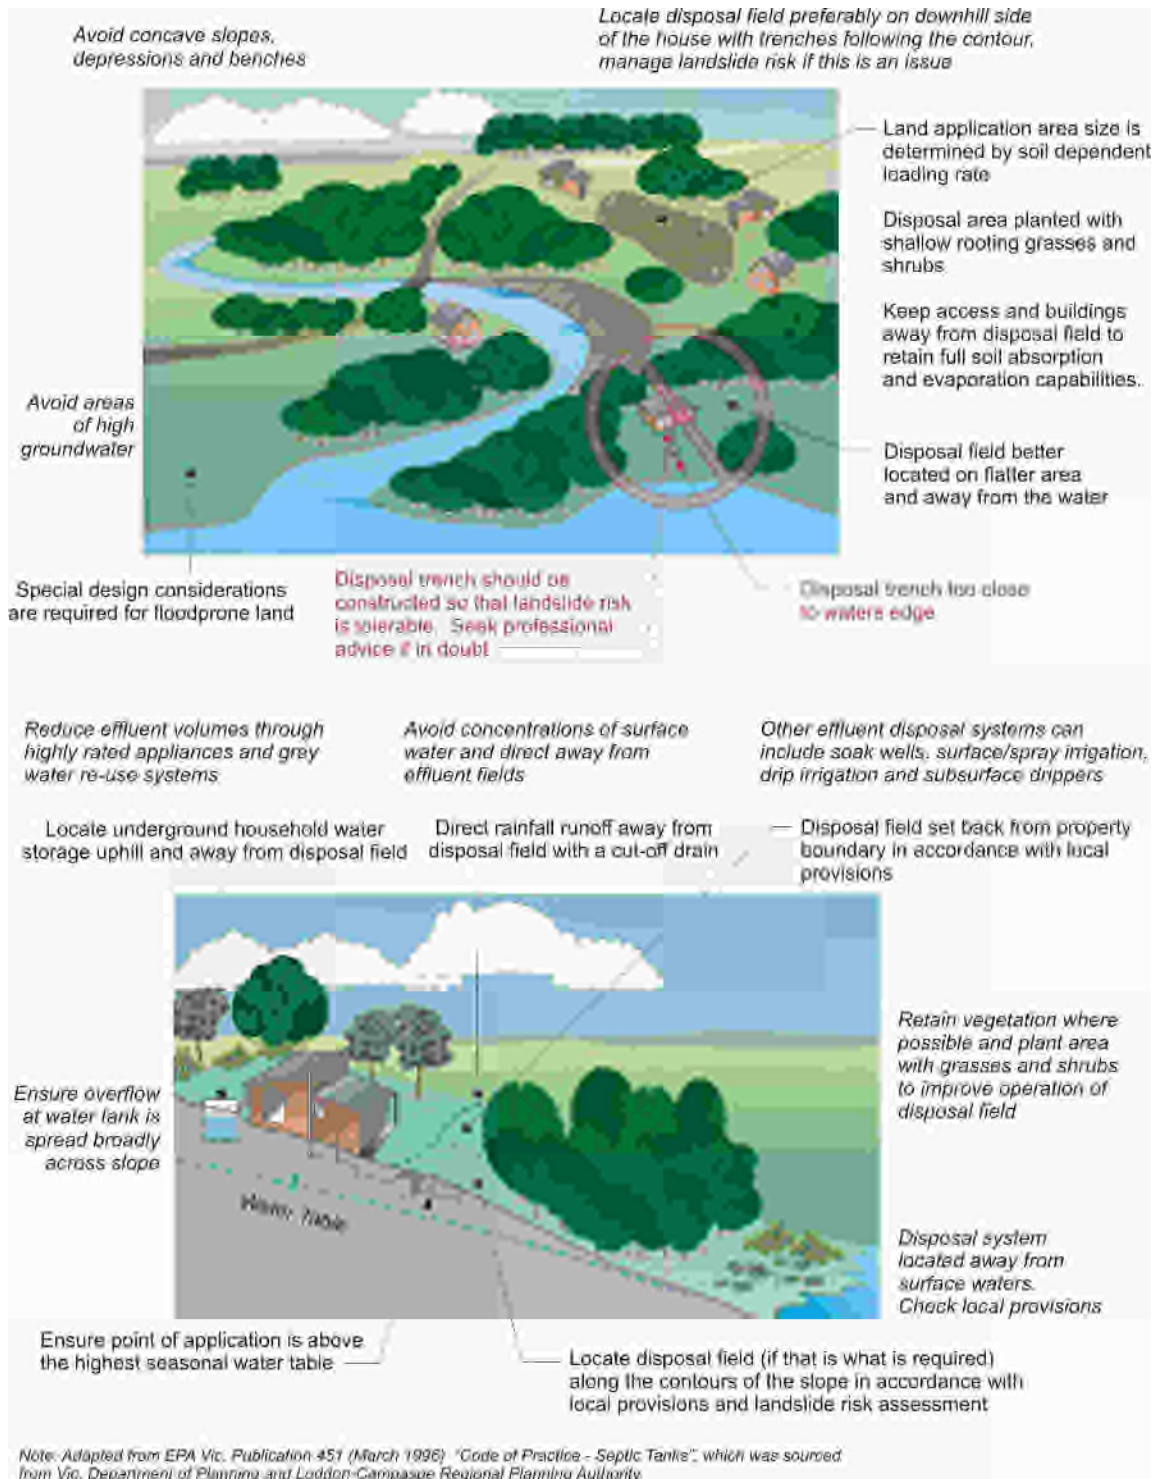 Avoid concave slopes,
depressions and benches
Locate disposal field preferably on downhill side
of the house with trenches following the contour,
manage landslide risk if this is an issue
Land application area size is
determined by soil dependent
loading rate
Disposal area planted with
shallow rooting grasses and
shrubs
Keep access and buildings
away from disposal field to
retain full soil absorption
and evaporation capabilities.
Avoid areas
of high
groundwater
Disposal field better
located on flatter area
and away from the water
Special design considerations
are required for floodprone land
Disposal trench should be
constructed so that landslide risk
is tolerable. Seek professional
advice if in doubt
Disposal trench too close
to waters edge
Reduce effluent volumes through
highly rated appliances and grey
water re-use systems
Avoid concentrations of surface
water and direct away from
effluent fields
Other effluent disposal systems can
include soak wells, surface/spray irrigation,
drip irrigation and subsurface drippers
Locate underground household water
storage uphill and away from disposal field
Direct rainfall runoff away from
disposal field with a cut-off drain
Disposal field set back from property
boundary in accordance with local
provisions
Retain vegetation where
possible and plant area
with grasses and shrubs
to improve operation of
disposal field
Ensure overflow
at water tank is
spread broadly
across slope
Water Table
Disposal system
located away from
surface waters.
Check local provisions
Ensure point of application is above
the highest seasonal water table
Locate disposal field (if that is what is required)
along the contours of the slope in accordance with
local provisions and landslide risk assessment
Note: Adapted from EPA Vic. Publication 451 (March 1996) "Code of Practice - Septic Tanks", which was sourced
from Vic. Department of Planning and Loddon-Campaspe Regional Planning Authority.